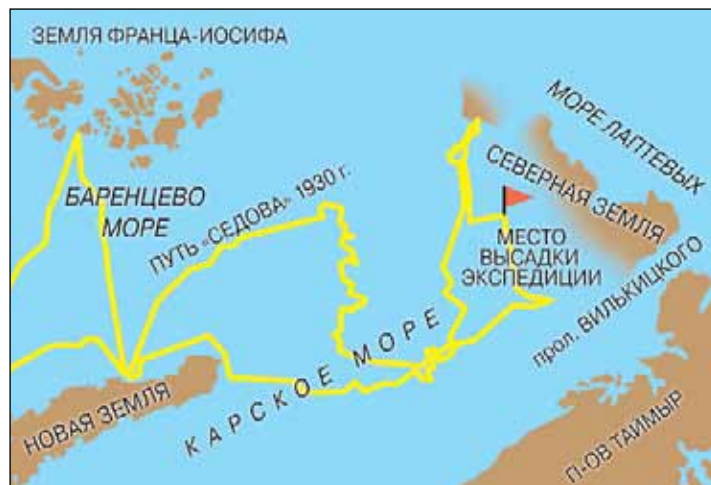 ЗЕМЛЯ ФРАНЦА-ИОСИФА
МОРЕ ЛАПТЕВЫХ
СЕВЕРНАЯ ЗЕМЛЯ
БАРЕНЦЕВО
МОРЕ
ПУТЬ «СЕДОВА» 1930 г.
МЕСТО
ВЫСАДКИ
ЭКСПЕДИЦИИ
прол. ВИЛЬКИЦКОГО
КАРСКОЕ МОРЕ
НОВАЯ ЗЕМЛЯ
П-ОВ ТАЙМЫР